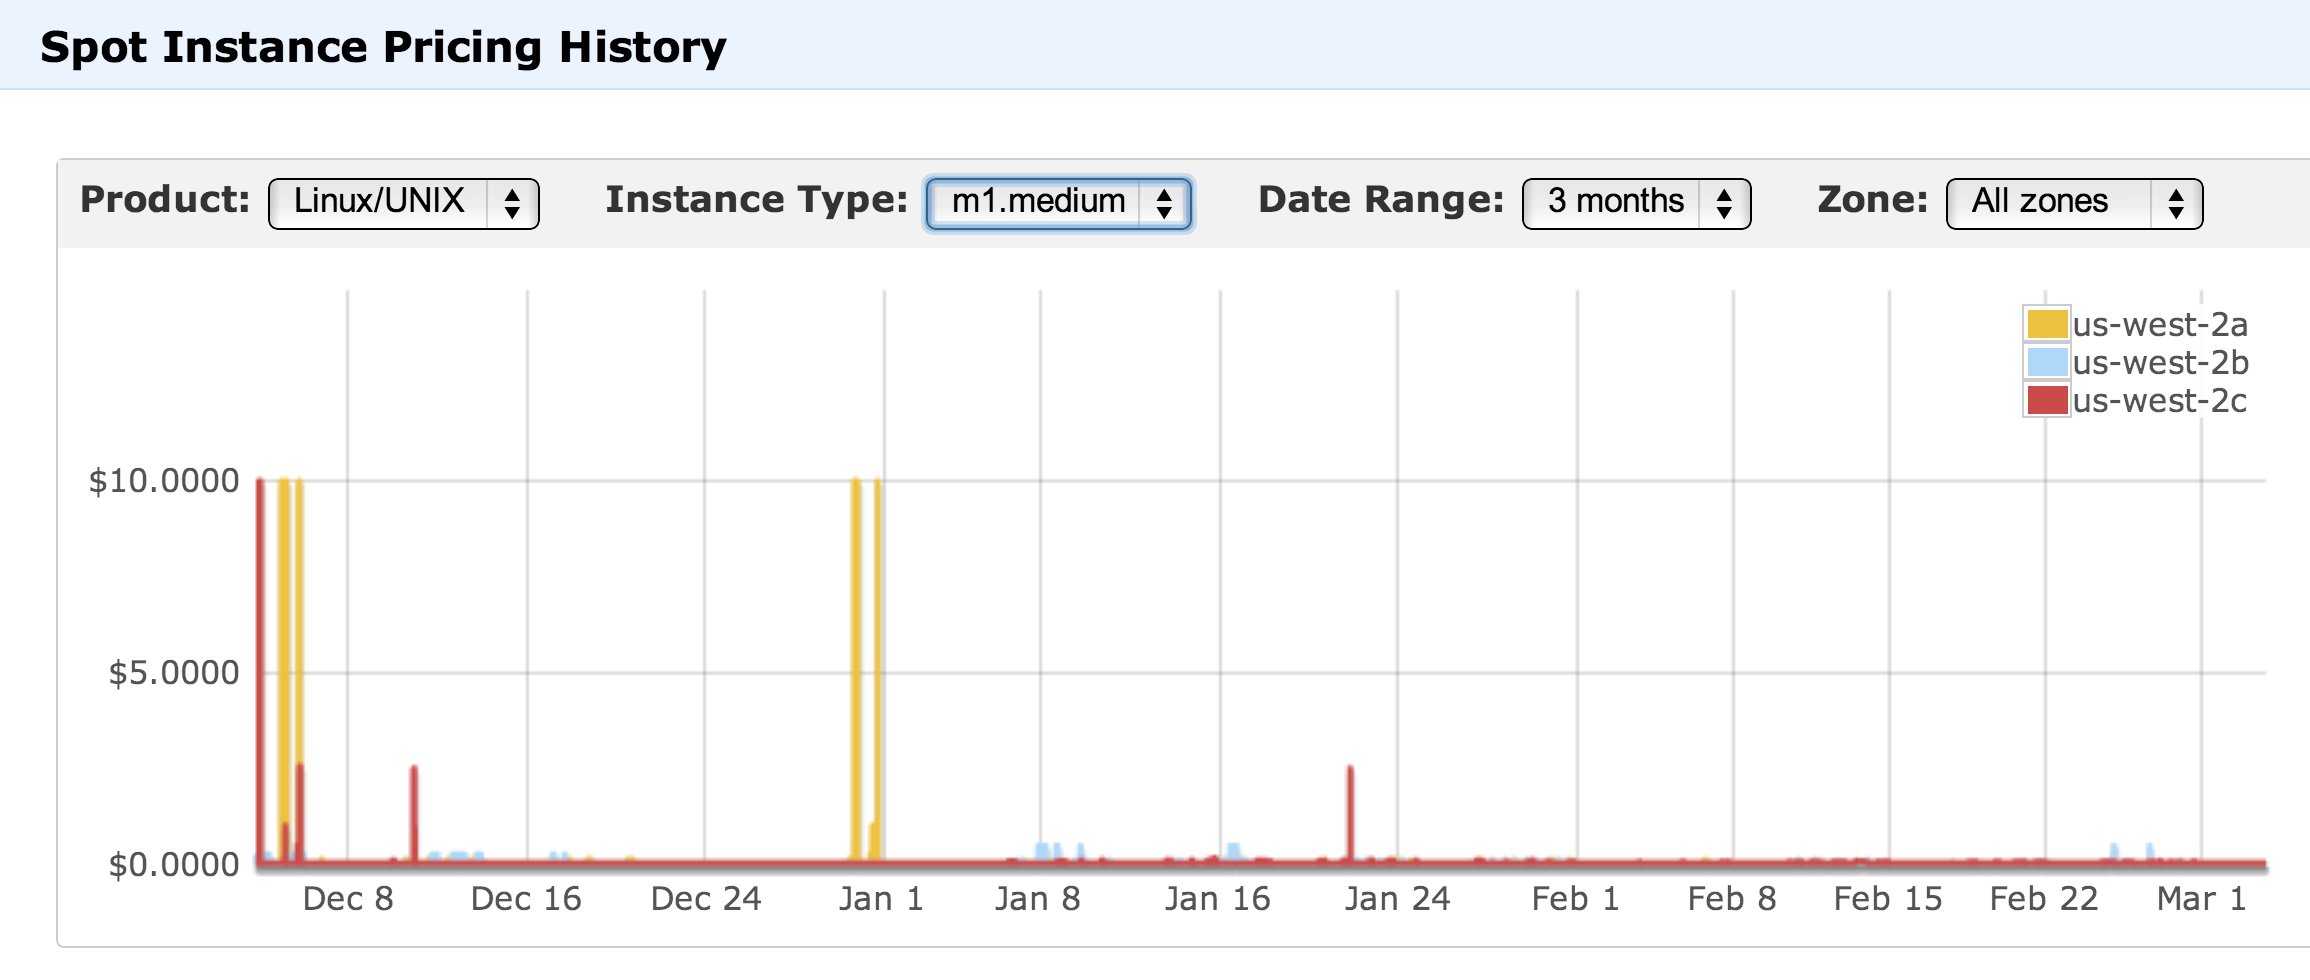 Spot Instance Pricing History
Product: Linux/UNIX Instance Type: m1.medium Date Range: 3 months Zone: All zones
us-west-2a
us-west-2b
us-west-2c
$10.0000
$5.0000
$0.0000
Dec 8 Dec 16 Dec 24 Jan 1 Jan 8 Jan 16 Jan 24 Feb 1 Feb 8 Feb 15 Feb 22 Mar 1